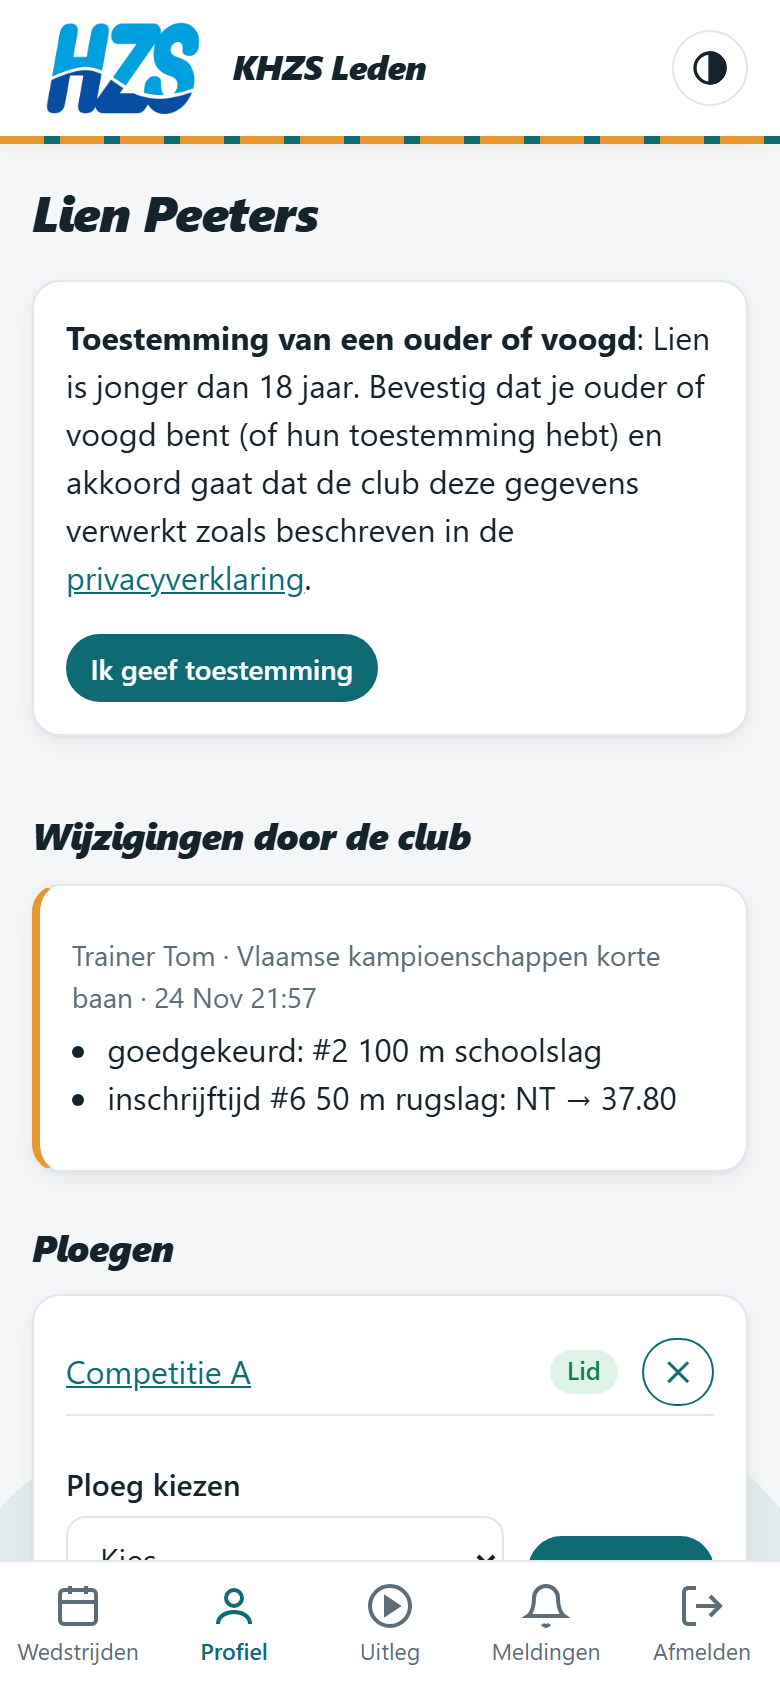 HZS
KHZS Leden
Lien Peeters
Toestemming van een ouder of voogd: Lien
is jonger dan 18 jaar. Bevestig dat je ouder of
voogd bent (of hun toestemming hebt) en
akkoord gaat dat de club deze gegevens
verwerkt zoals beschreven in de
privacyverklaring.
Ik geef toestemming
Wijzigingen door de club
Trainer Tom · Vlaamse kampioenschappen korte
baan · 24 Nov 21:57
• goedgekeurd: #2 100 m schoolslag
• inschrijftijd #6 50 m rugslag: NT → 37.80
Ploegen
Competitie A Lid
Ploeg kiezen
Kies
Wedstrijden Profiel Uitleg Meldingen Afmelden